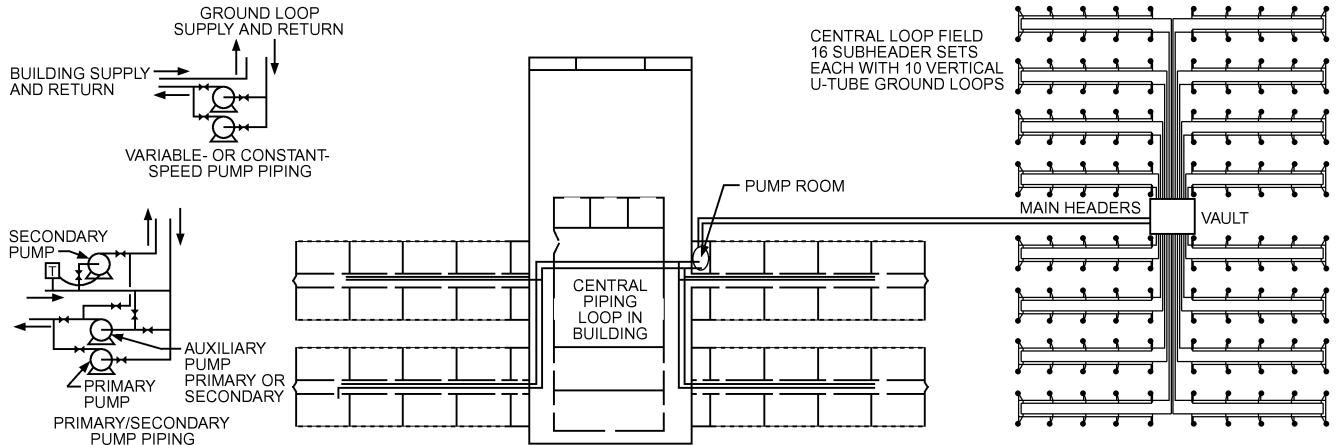 GROUND LOOP
SUPPLY AND RETURN
BUILDING SUPPLY
AND RETURN
VARIABLE- OR CONSTANT-
SPEED PUMP PIPING
SECONDARY
PUMP
T
AUXILIARY
PUMP
PRIMARY OR
SECONDARY
PRIMARY
PUMP
PRIMARY/SECONDARY
PUMP PIPING
CENTRAL
PIPING
LOOP IN
BUILDING
PUMP ROOM
CENTRAL LOOP FIELD
16 SUBHEADER SETS
EACH WITH 10 VERTICAL
U-TUBE GROUND LOOPS
MAIN HEADERS
VAULT